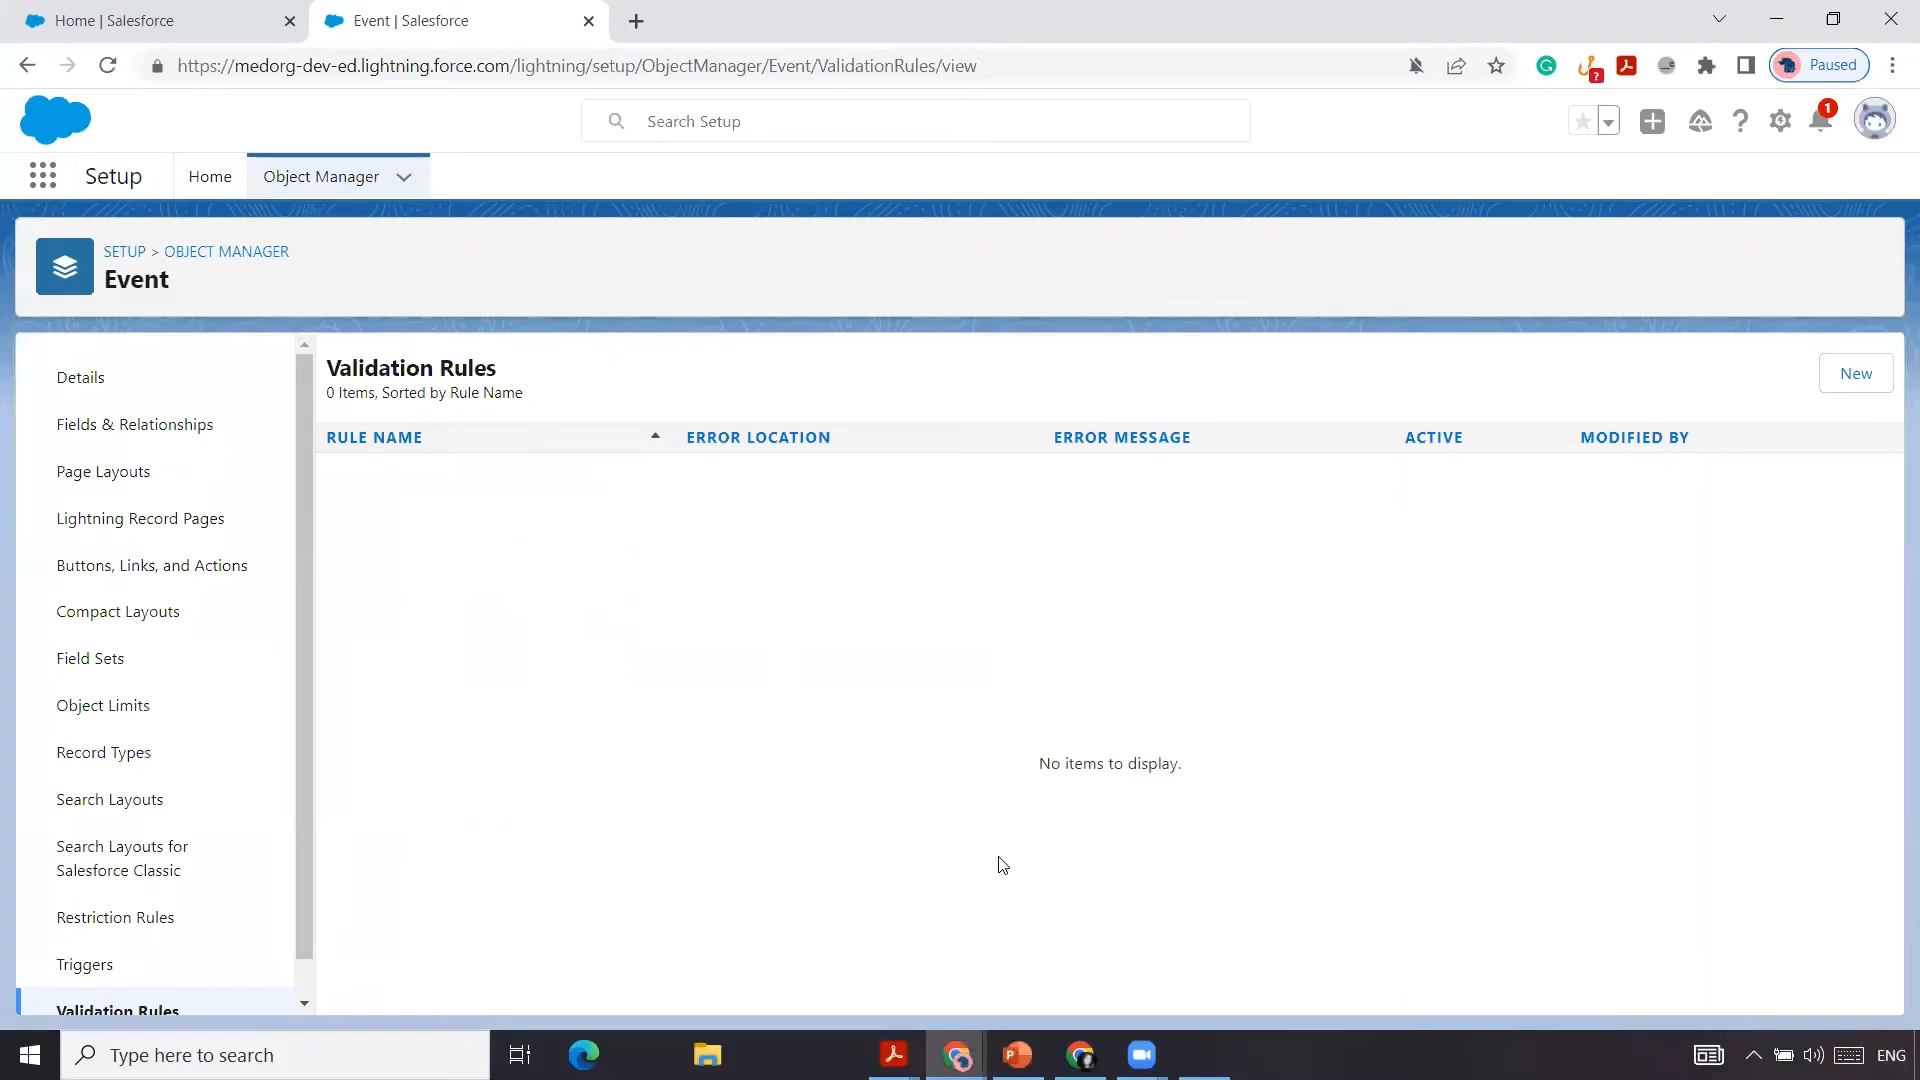 Home | Salesforce
Event | Salesforce
https://medorg-dev-ed.lightning.force.com/lightning/setup/ObjectManager/Event/ValidationRules/view
?
Paused
Search Setup
1
Setup
Home
Object Manager
SETUP > OBJECT MANAGER
Event
Details
Fields & Relationships
Page Layouts
Lightning Record Pages
Buttons, Links, and Actions
Compact Layouts
Field Sets
Object Limits
Record Types
Search Layouts
Search Layouts for
Salesforce Classic
Restriction Rules
Triggers
Validation Rules
Validation Rules
0 Items, Sorted by Rule Name
New
RULE NAME
ERROR LOCATION
ERROR MESSAGE
ACTIVE
MODIFIED BY
No items to display.
Type here to search
ENG